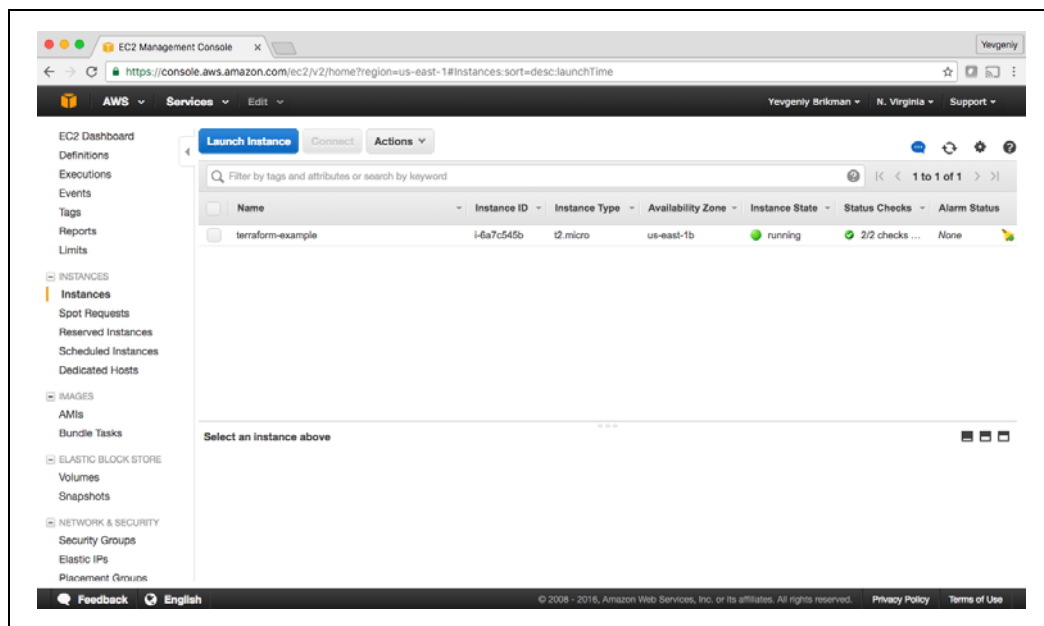 EC2 Management Console
Yevgeniy
https://console.aws.amazon.com/ec2/v2/home?region=us-east-1#Instances:sort=desc:launchTime
AWS Services Edit Yevgeniy Brikman N. Virginia Support
EC2 Dashboard
Definitions
Executions
Events
Tags
Reports
Limits
INSTANCES
Instances
Spot Requests
Reserved Instances
Scheduled Instances
Dedicated Hosts
IMAGES
AMIs
Bundle Tasks
ELASTIC BLOCK STORE
Volumes
Snapshots
NETWORK & SECURITY
Security Groups
Elastic IPs
Placement Groups
Launch Instance Connect Actions
Filter by tags and attributes or search by keyword 1 to 1 of 1
Name Instance ID Instance Type Availability Zone Instance State Status Checks Alarm Status
terraform-example i-6a7c545b t2.micro us-east-1b running 2/2 checks ... None
Select an instance above
Feedback English © 2008 - 2016, Amazon Web Services, Inc. or its affiliates. All rights reserved. Privacy Policy Terms of Use